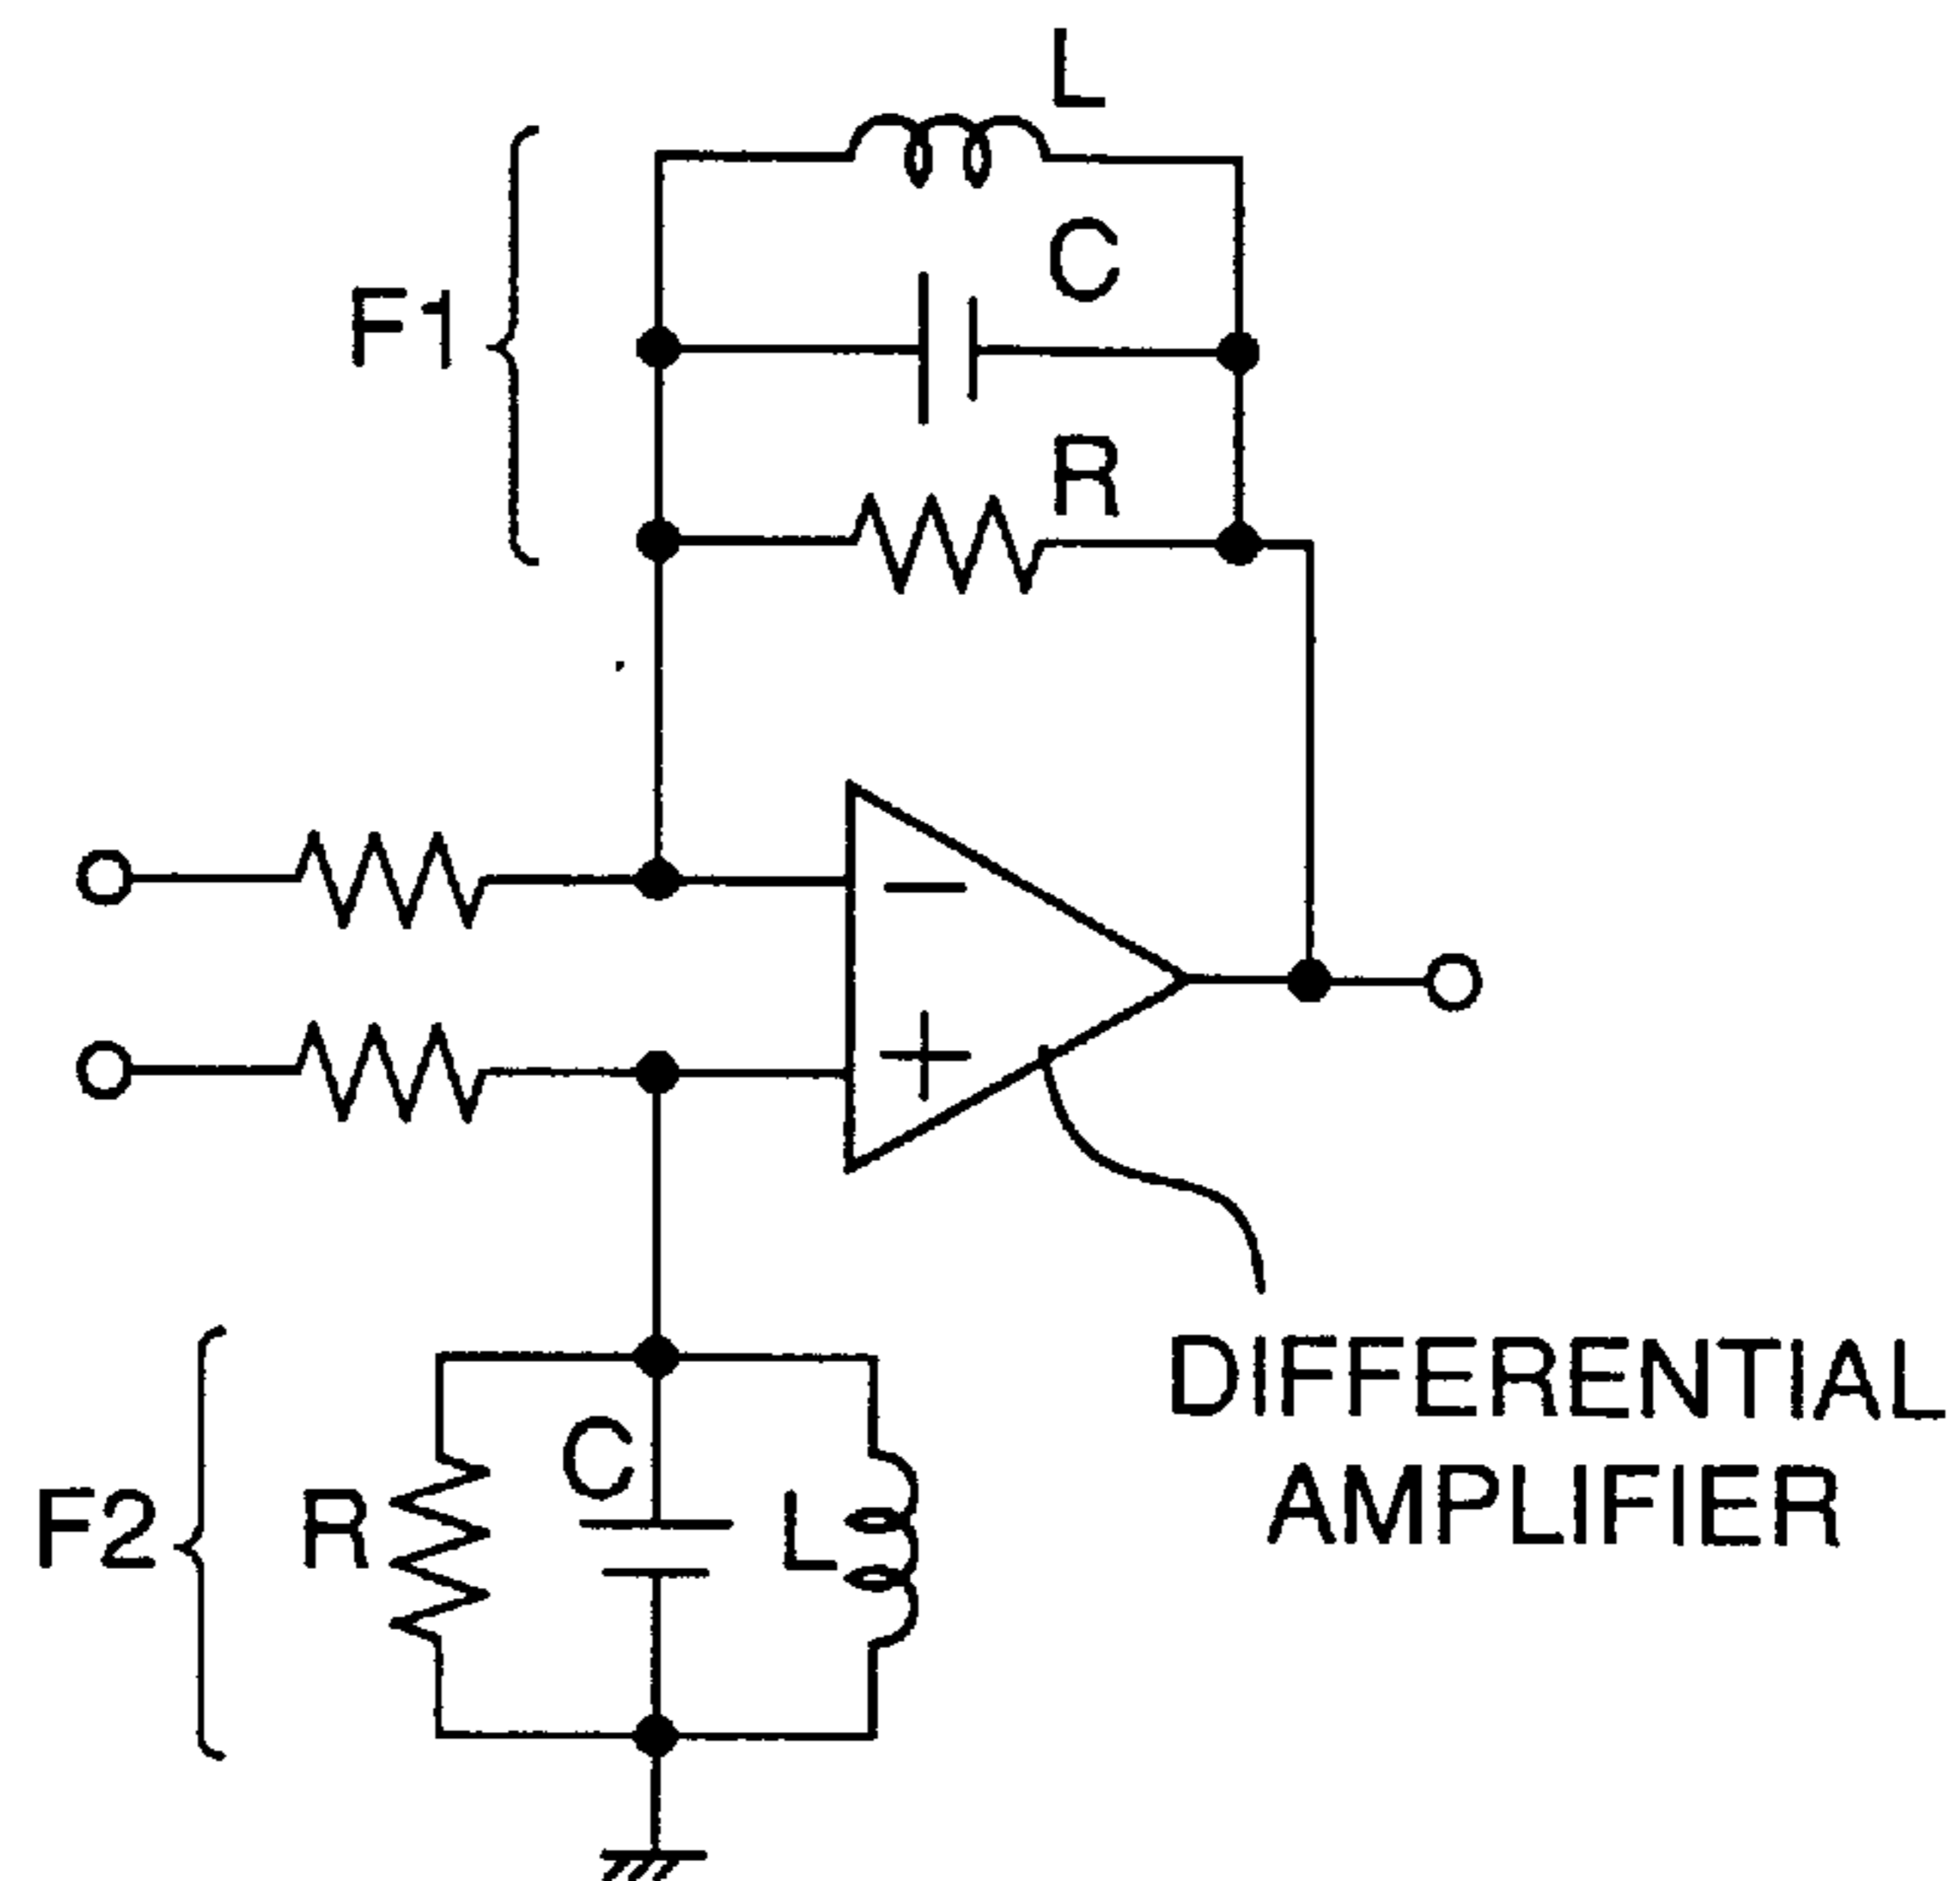 L
C
F1
R
−
+
DIFFERENTIAL
AMPLIFIER
C
F2
R
L